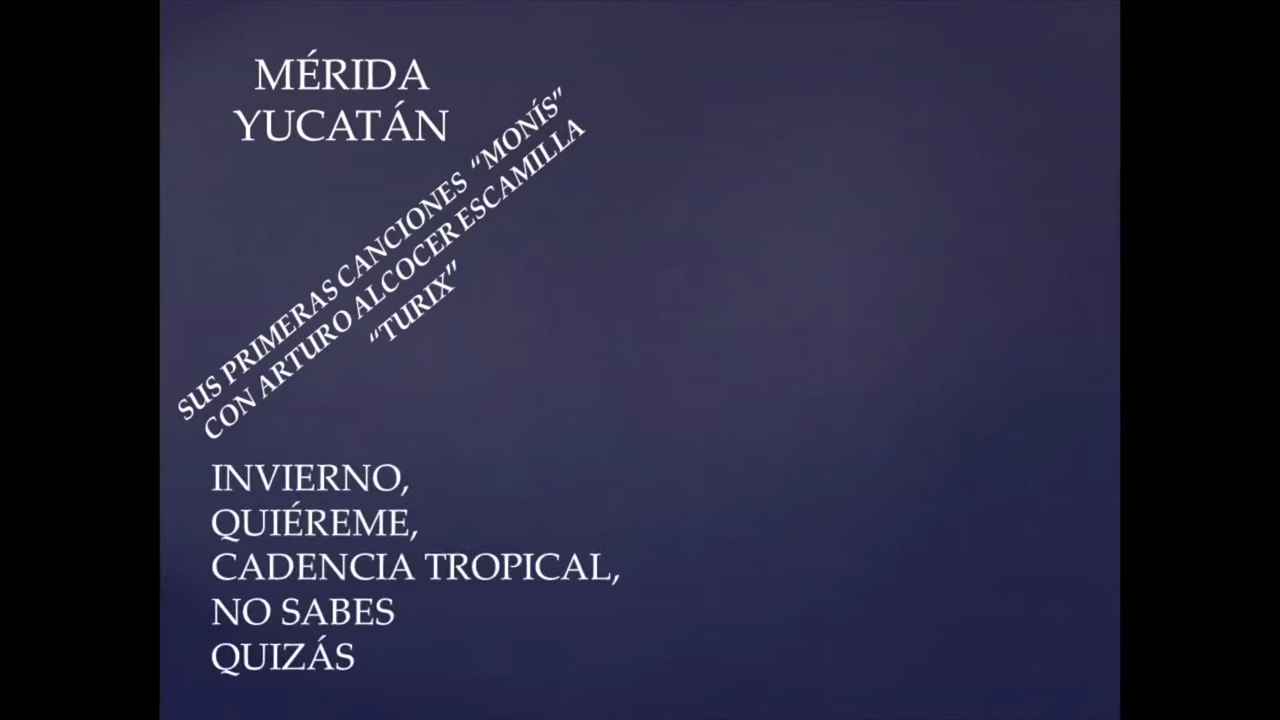 MÉRIDA
YUCATÁN
SUS PRIMERAS CANCIONES “MONÍS”
CON ARTURO ALCOCER ESCAMILLA
“TURIX”
INVIERNO,
QUIÉREME,
CADENCIA TROPICAL,
NO SABES
QUIZÁS